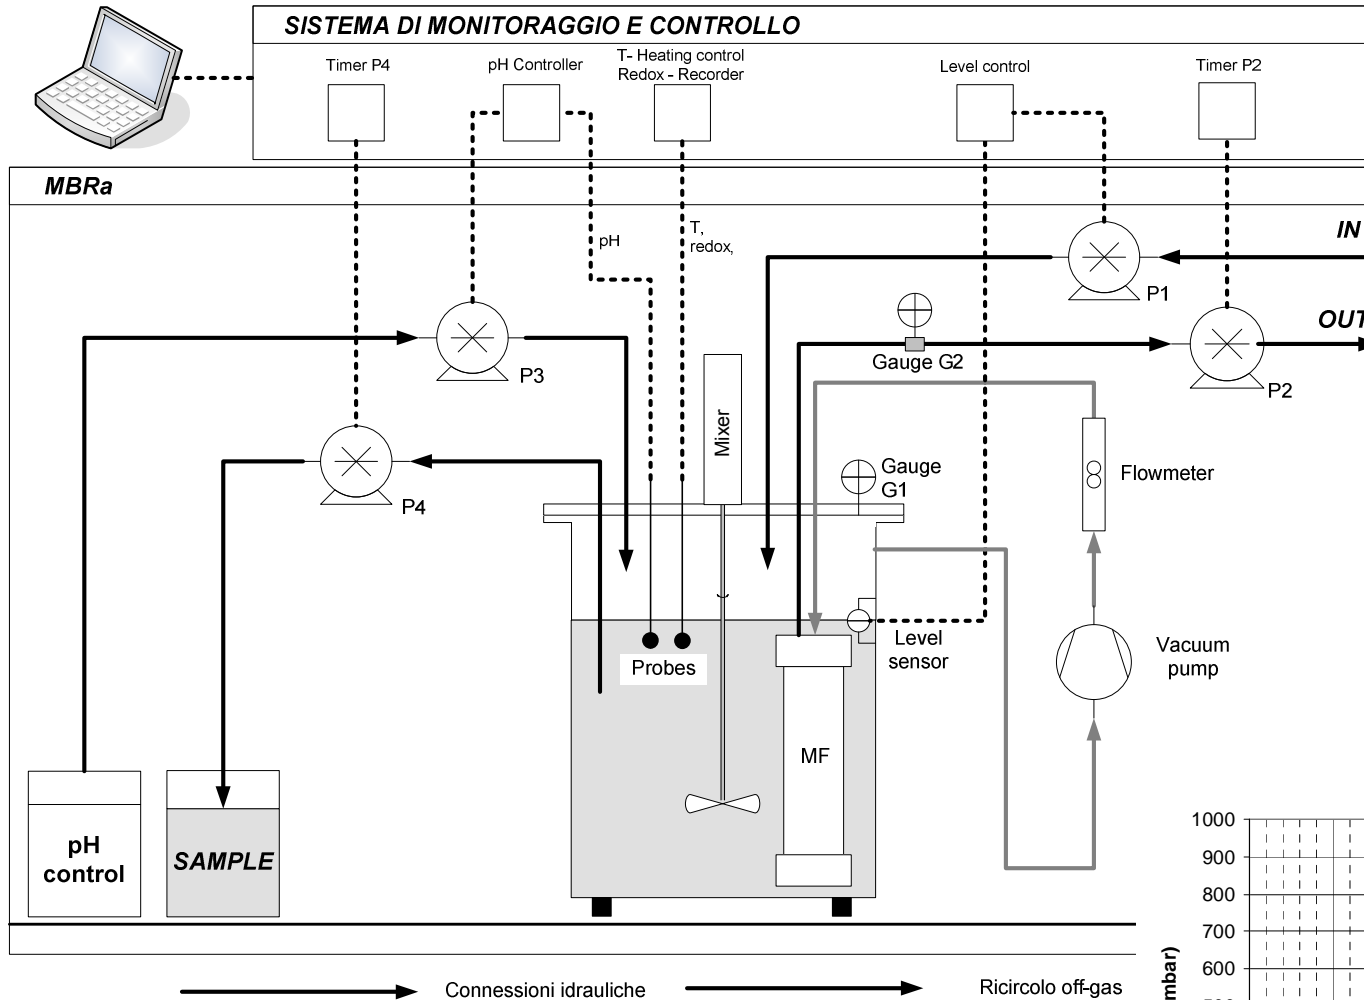 SISTEMA DI MONITORAGGIO E CONTROLLO
Timer P4
pH Controller
T- Heating control
Redox - Recorder
Level control
Timer P2
MBRa
pH
T,
redox,
IN
P1
OUT
Gauge G2
P3
P2
Mixer
Gauge
G1
Flowmeter
P4
Level
sensor
Vacuum
pump
Probes
MF
pH
control
SAMPLE
1000
900
800
700
600
mbar)
Connessioni idrauliche
Ricircolo off-gas